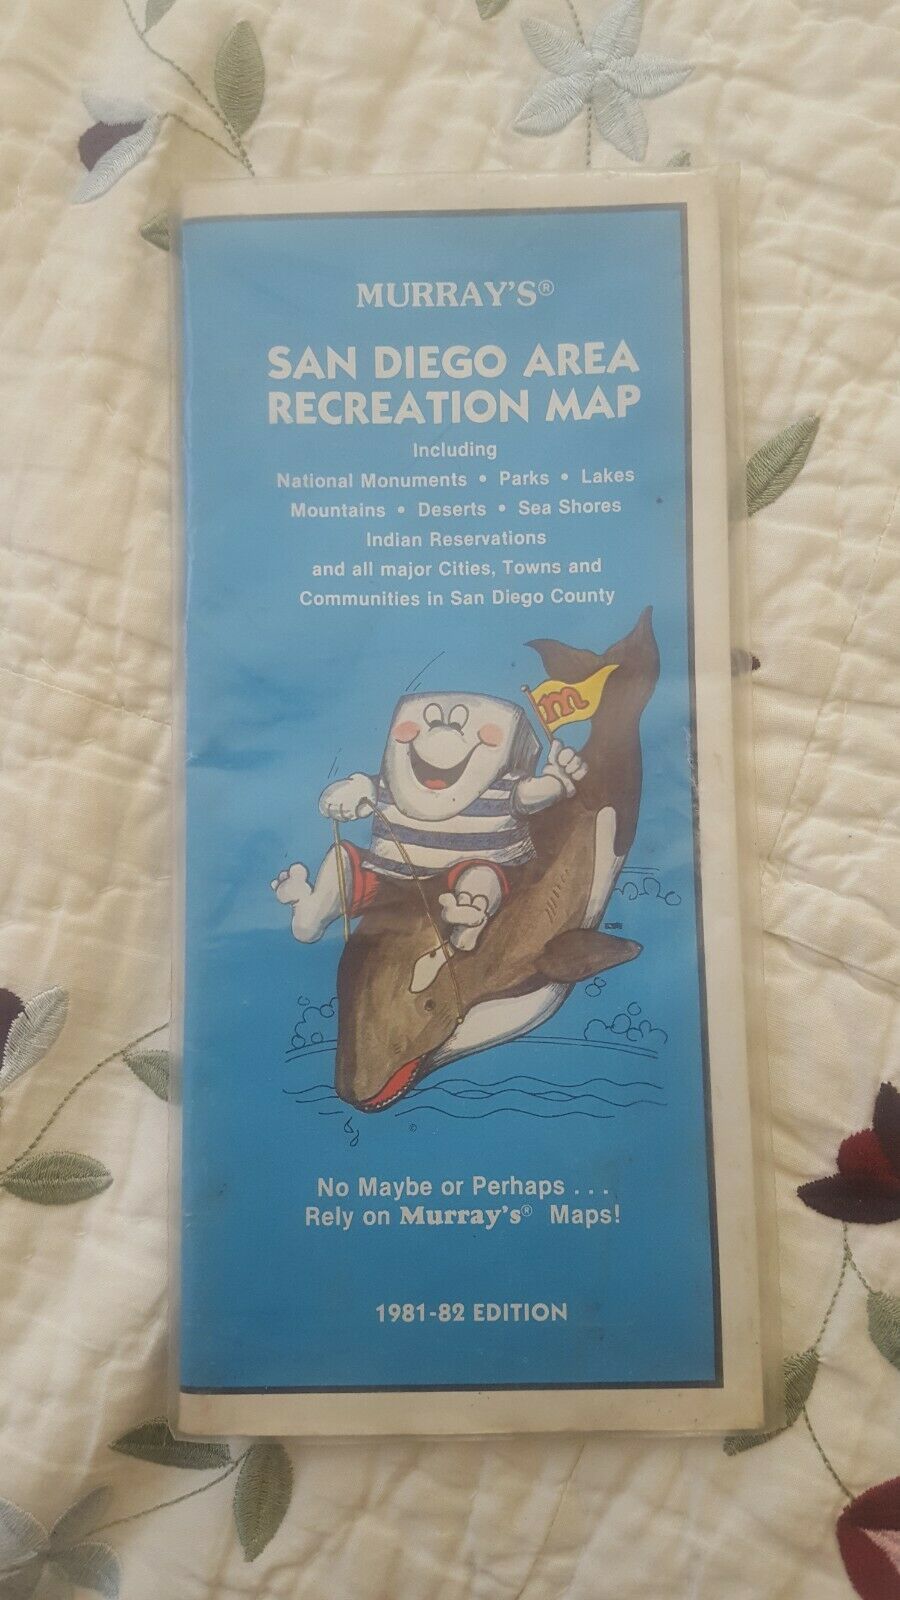 MURRAY'S®
SAN DIEGO AREA
RECREATION MAP
Including
National Monuments • Parks • Lakes
Mountains • Deserts • Sea Shores
Indian Reservations
and all major Cities, Towns and
Communities in San Diego County
m
©
No Maybe or Perhaps . . .
Rely on Murray's® Maps!
1981-82 EDITION